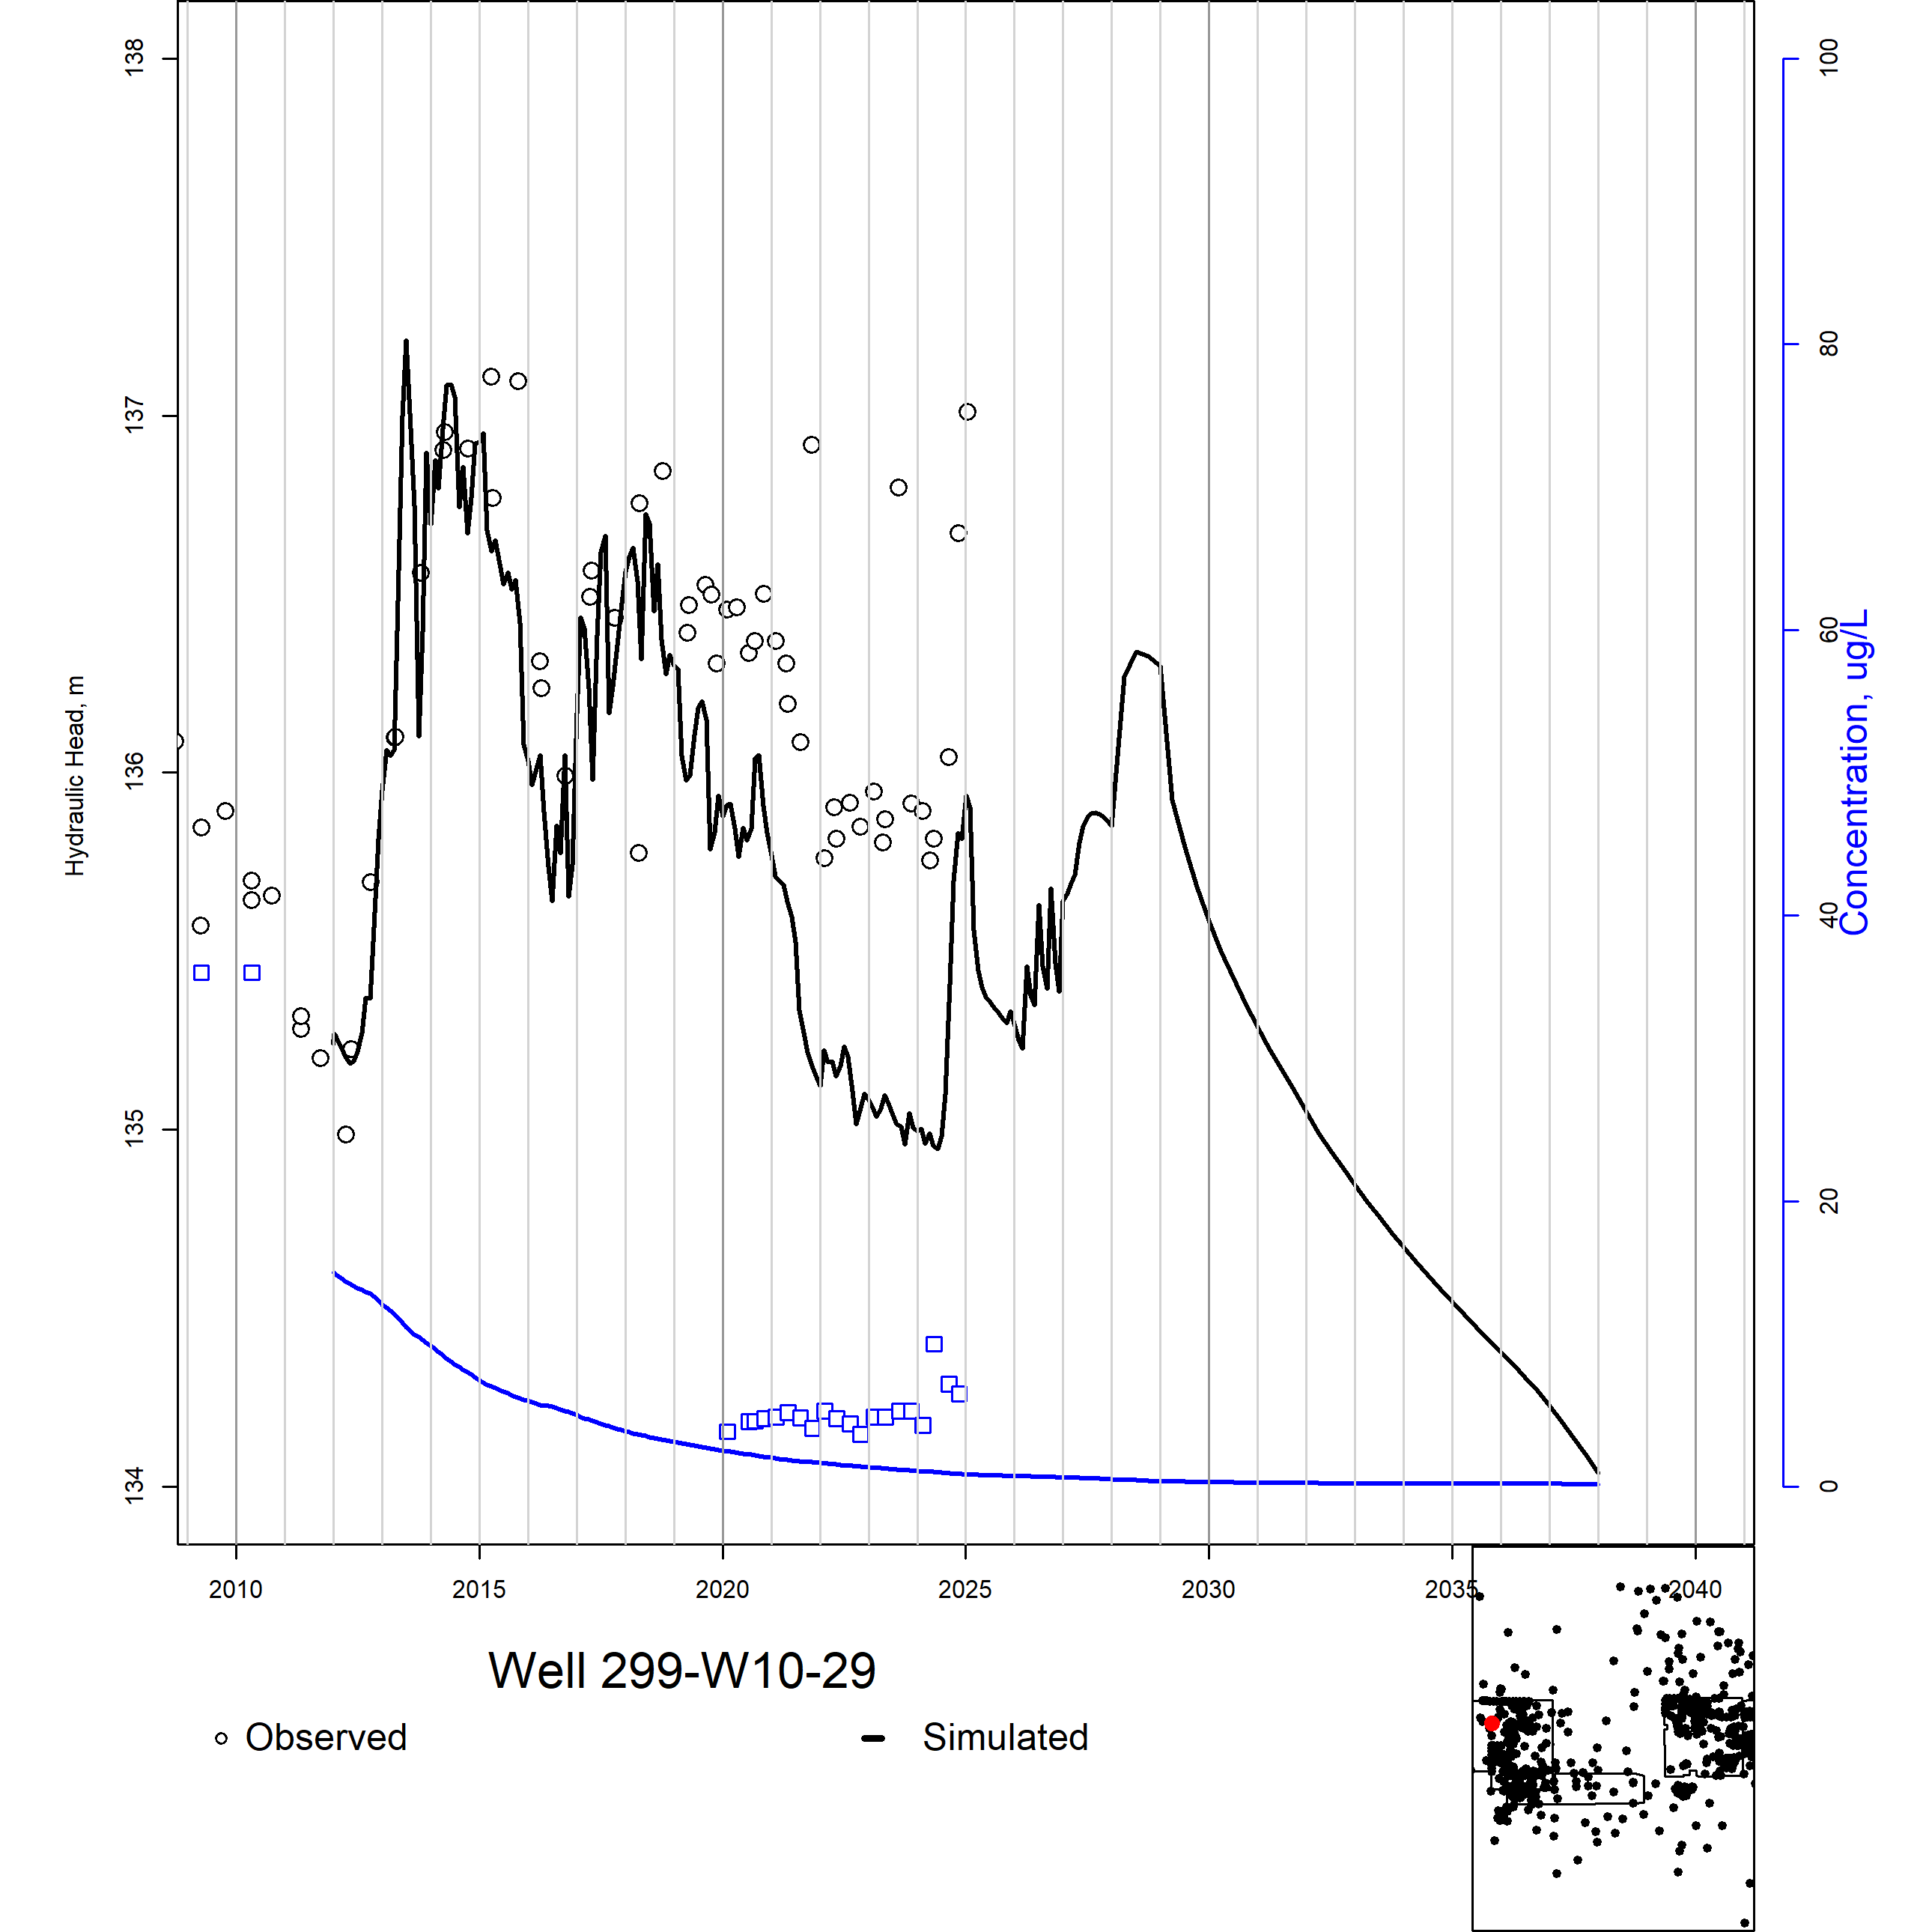 138
137
136
135
134
Hydraulic Head, m
100
80
60
40
20
0
Concentration, ug/L
2010 2015 2020 2025 2030 2035 2040
Well 299-W10-29
Observed Simulated